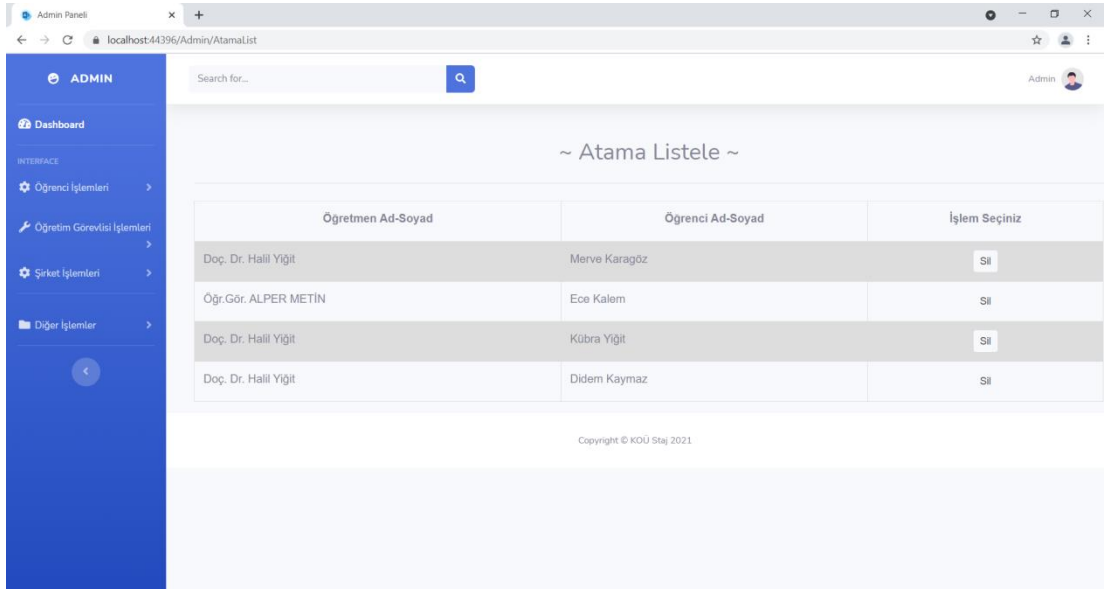 Admin Paneli
localhost:44396/Admin/AtamaList
ADMIN
Search for...
Admin
Dashboard
INTERFACE
Öğrenci İşlemleri
Öğretim Görevlisi İşlemleri
Şirket İşlemleri
Diğer İşlemler
~ Atama Listele ~
Öğretmen Ad-Soyad Öğrenci Ad-Soyad İşlem Seçiniz
Doç. Dr. Halil Yiğit Merve Karagöz Sil
Öğr.Gör. ALPER METİN Ece Kalem Sil
Doç. Dr. Halil Yiğit Kübra Yiğit Sil
Doç. Dr. Halil Yiğit Didem Kaymaz Sil
Copyright © KOÜ Staj 2021